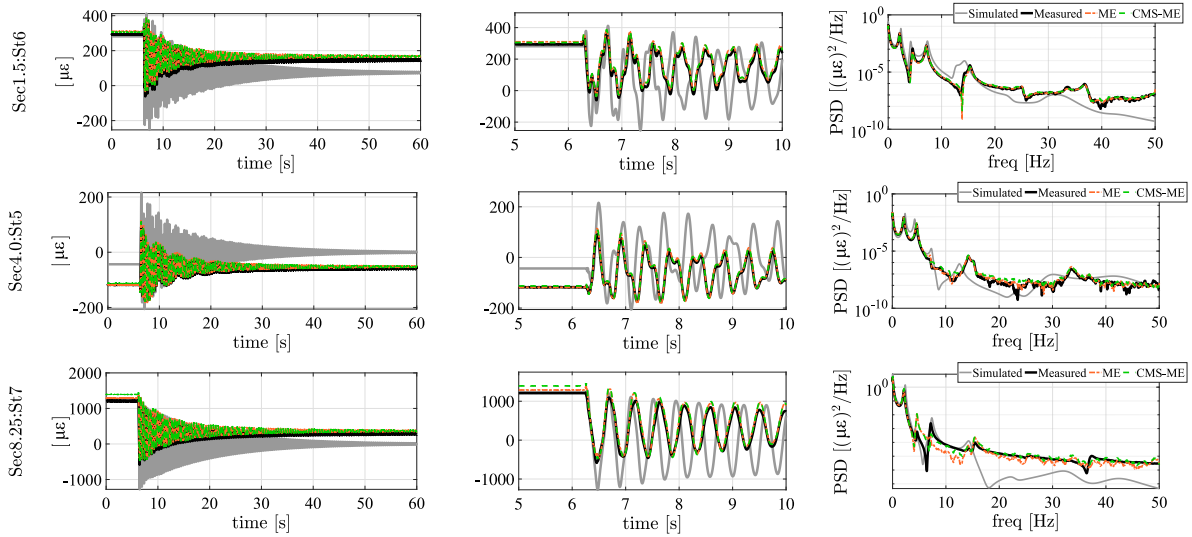 Sec1.5:St6
[ με]
400
200
0
-200
0 10 20 30 40 50 60
time [s]
400
200
0
-200
5 6 7 8 9 10
time [s]
PSD [(με)²/Hz]
10⁻¹
10⁻⁵
10⁻¹⁰
Simulated Measured ME CMS-ME
0 10 20 30 40 50
freq [Hz]
Sec4.0:St5
[ με]
200
0
-200
0 10 20 30 40 50 60
time [s]
200
100
0
-100
-200
5 6 7 8 9 10
time [s]
PSD [(με)²/Hz]
10⁰
10⁻⁵
10⁻¹⁰
Simulated Measured ME CMS-ME
0 10 20 30 40 50
freq [Hz]
Sec8.25:St7
[ με]
2000
1000
0
-1000
0 10 20 30 40 50 60
time [s]
1000
0
-1000
5 6 7 8 9 10
time [s]
PSD [(με)²/Hz]
10⁰
Simulated Measured ME CMS-ME
0 10 20 30 40 50
freq [Hz]